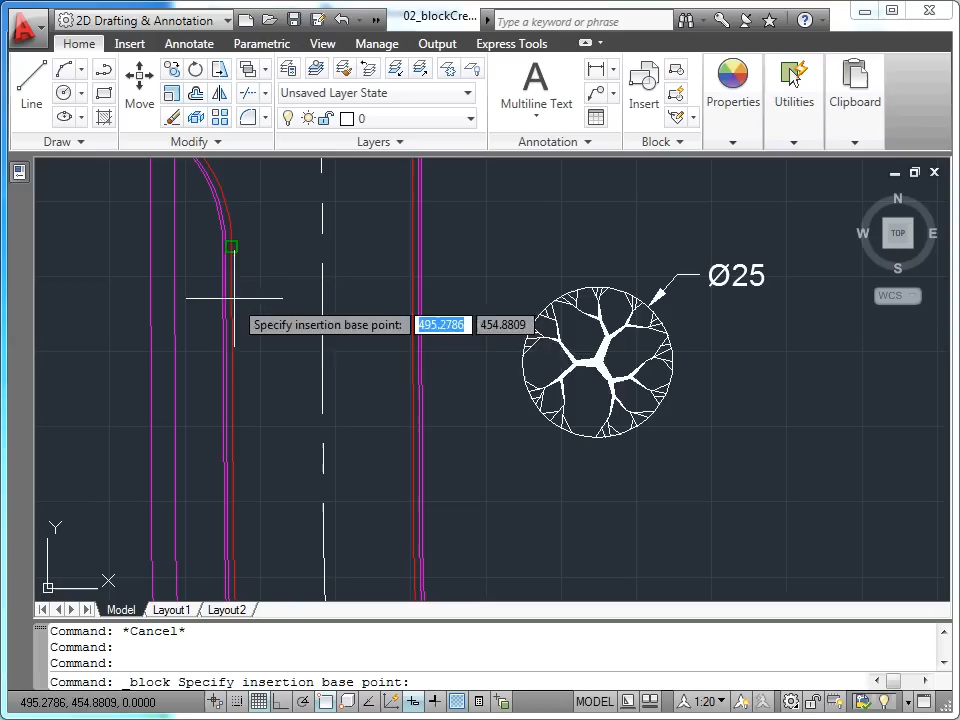 2D Drafting & Annotation
02_blockCre...
Type a keyword or phrase
Home Insert Annotate Parametric View Manage Output Express Tools
Line
Move
Unsaved Layer State
0
Multiline Text
Insert
Properties
Utilities
Clipboard
Draw
Modify
Layers
Annotation
Block
N
W TOP E
S
WCS
Ø25
Specify insertion base point: 495.2786 454.8809
Y
X
Model Layout1 Layout2
Command: *Cancel*
Command:
Command:
Command: _block Specify insertion base point:
495.2786, 454.8809, 0.0000
MODEL
1:20